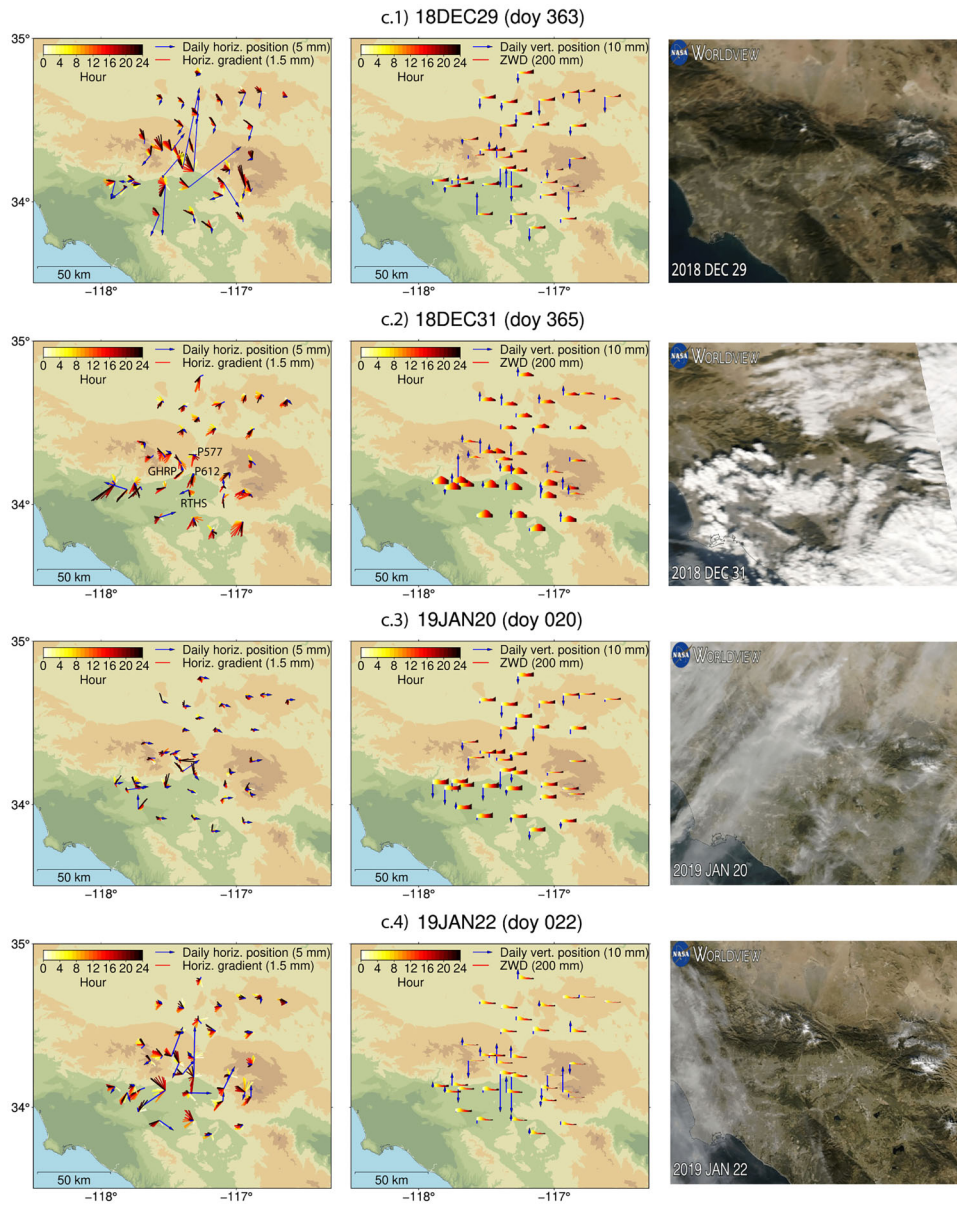 c.1) 18DEC29 (doy 363)
35°
34°
0 4 8 12 16 20 24
Hour
Daily horiz. position (5 mm)
Horiz. gradient (1.5 mm)
50 km
−118° −117°
0 4 8 12 16 20 24
Hour
Daily vert. position (10 mm)
ZWD (200 mm)
50 km
−118° −117°
NASA WORLDVIEW
2018 DEC 29
c.2) 18DEC31 (doy 365)
35°
34°
0 4 8 12 16 20 24
Hour
Daily horiz. position (5 mm)
Horiz. gradient (1.5 mm)
P577
GHRP
P612
RTHS
50 km
−118° −117°
0 4 8 12 16 20 24
Hour
Daily vert. position (10 mm)
ZWD (200 mm)
50 km
−118° −117°
NASA WORLDVIEW
2018 DEC 31
c.3) 19JAN20 (doy 020)
35°
34°
0 4 8 12 16 20 24
Hour
Daily horiz. position (5 mm)
Horiz. gradient (1.5 mm)
50 km
−118° −117°
0 4 8 12 16 20 24
Hour
Daily vert. position (10 mm)
ZWD (200 mm)
50 km
−118° −117°
NASA WORLDVIEW
2019 JAN 20
c.4) 19JAN22 (doy 022)
35°
34°
0 4 8 12 16 20 24
Hour
Daily horiz. position (5 mm)
Horiz. gradient (1.5 mm)
50 km
−118° −117°
0 4 8 12 16 20 24
Hour
Daily vert. position (10 mm)
ZWD (200 mm)
50 km
−118° −117°
NASA WORLDVIEW
2019 JAN 22